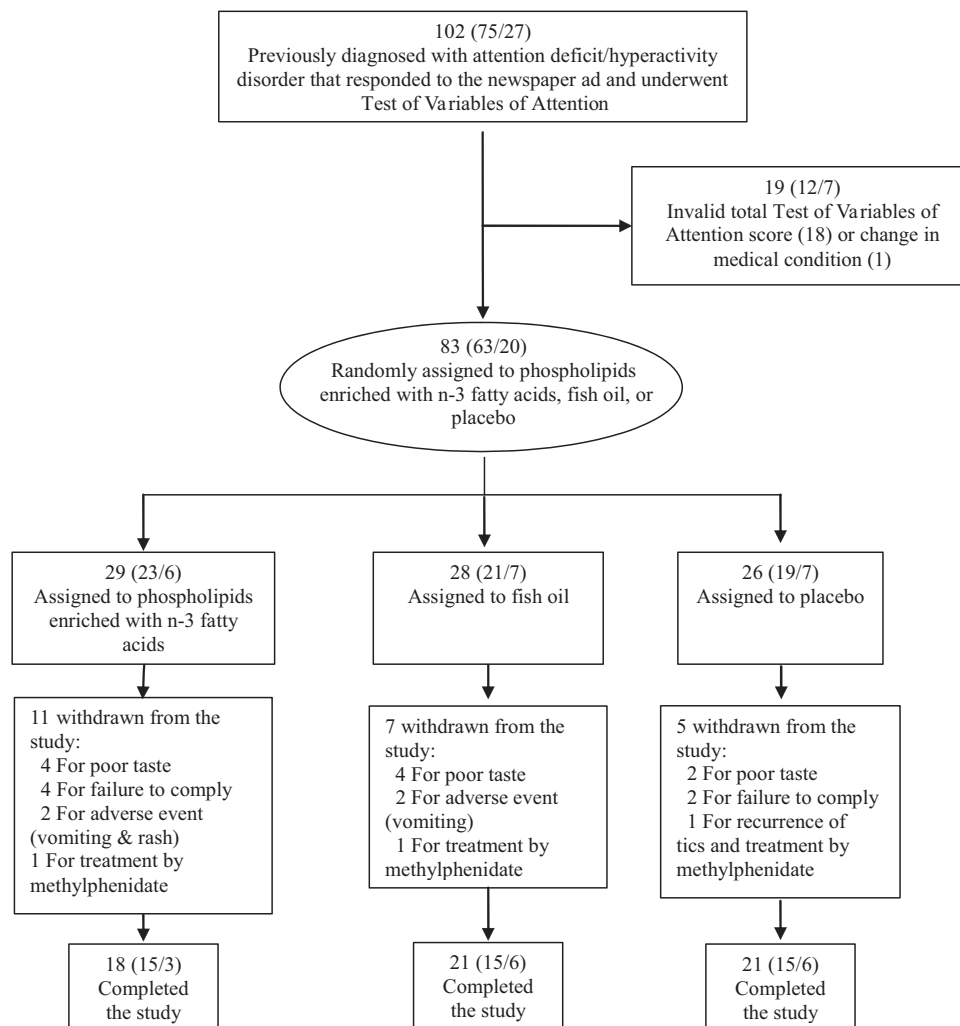 102 (75/27)
Previously diagnosed with attention deficit/hyperactivity
disorder that responded to the newspaper ad and underwent
Test of Variables of Attention
19 (12/7)
Invalid total Test of Variables of
Attention score (18) or change in
medical condition (1)
83 (63/20)
Randomly assigned to phospholipids
enriched with n-3 fatty acids, fish oil, or
placebo
29 (23/6)
Assigned to phospholipids
enriched with n-3 fatty
acids
28 (21/7)
Assigned to fish oil
26 (19/7)
Assigned to placebo
11 withdrawn from the
study:
4 For poor taste
4 For failure to comply
2 For adverse event
(vomiting & rash)
1 For treatment by
methylphenidate
7 withdrawn from the
study:
4 For poor taste
2 For adverse event
(vomiting)
1 For treatment by
methylphenidate
5 withdrawn from the
study:
2 For poor taste
2 For failure to comply
1 For recurrence of
tics and treatment by
methylphenidate
18 (15/3)
Completed
the study
21 (15/6)
Completed
the study
21 (15/6)
Completed
the study